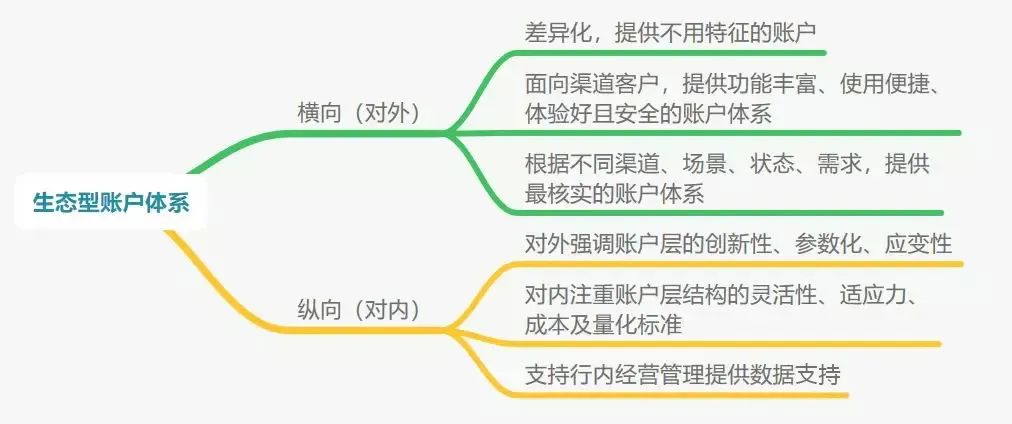 生态型账户体系
横向（对外）
差异化，提供不用特征的账户
面向渠道客户，提供功能丰富、使用便捷、
体验好且安全的账户体系
根据不同渠道、场景、状态、需求，提供
最核实的账户体系
纵向（对内）
对外强调账户层的创新性、参数化、应变性
对内注重账户层结构的灵活性、适应力、
成本及量化标准
支持行内经营管理提供数据支持